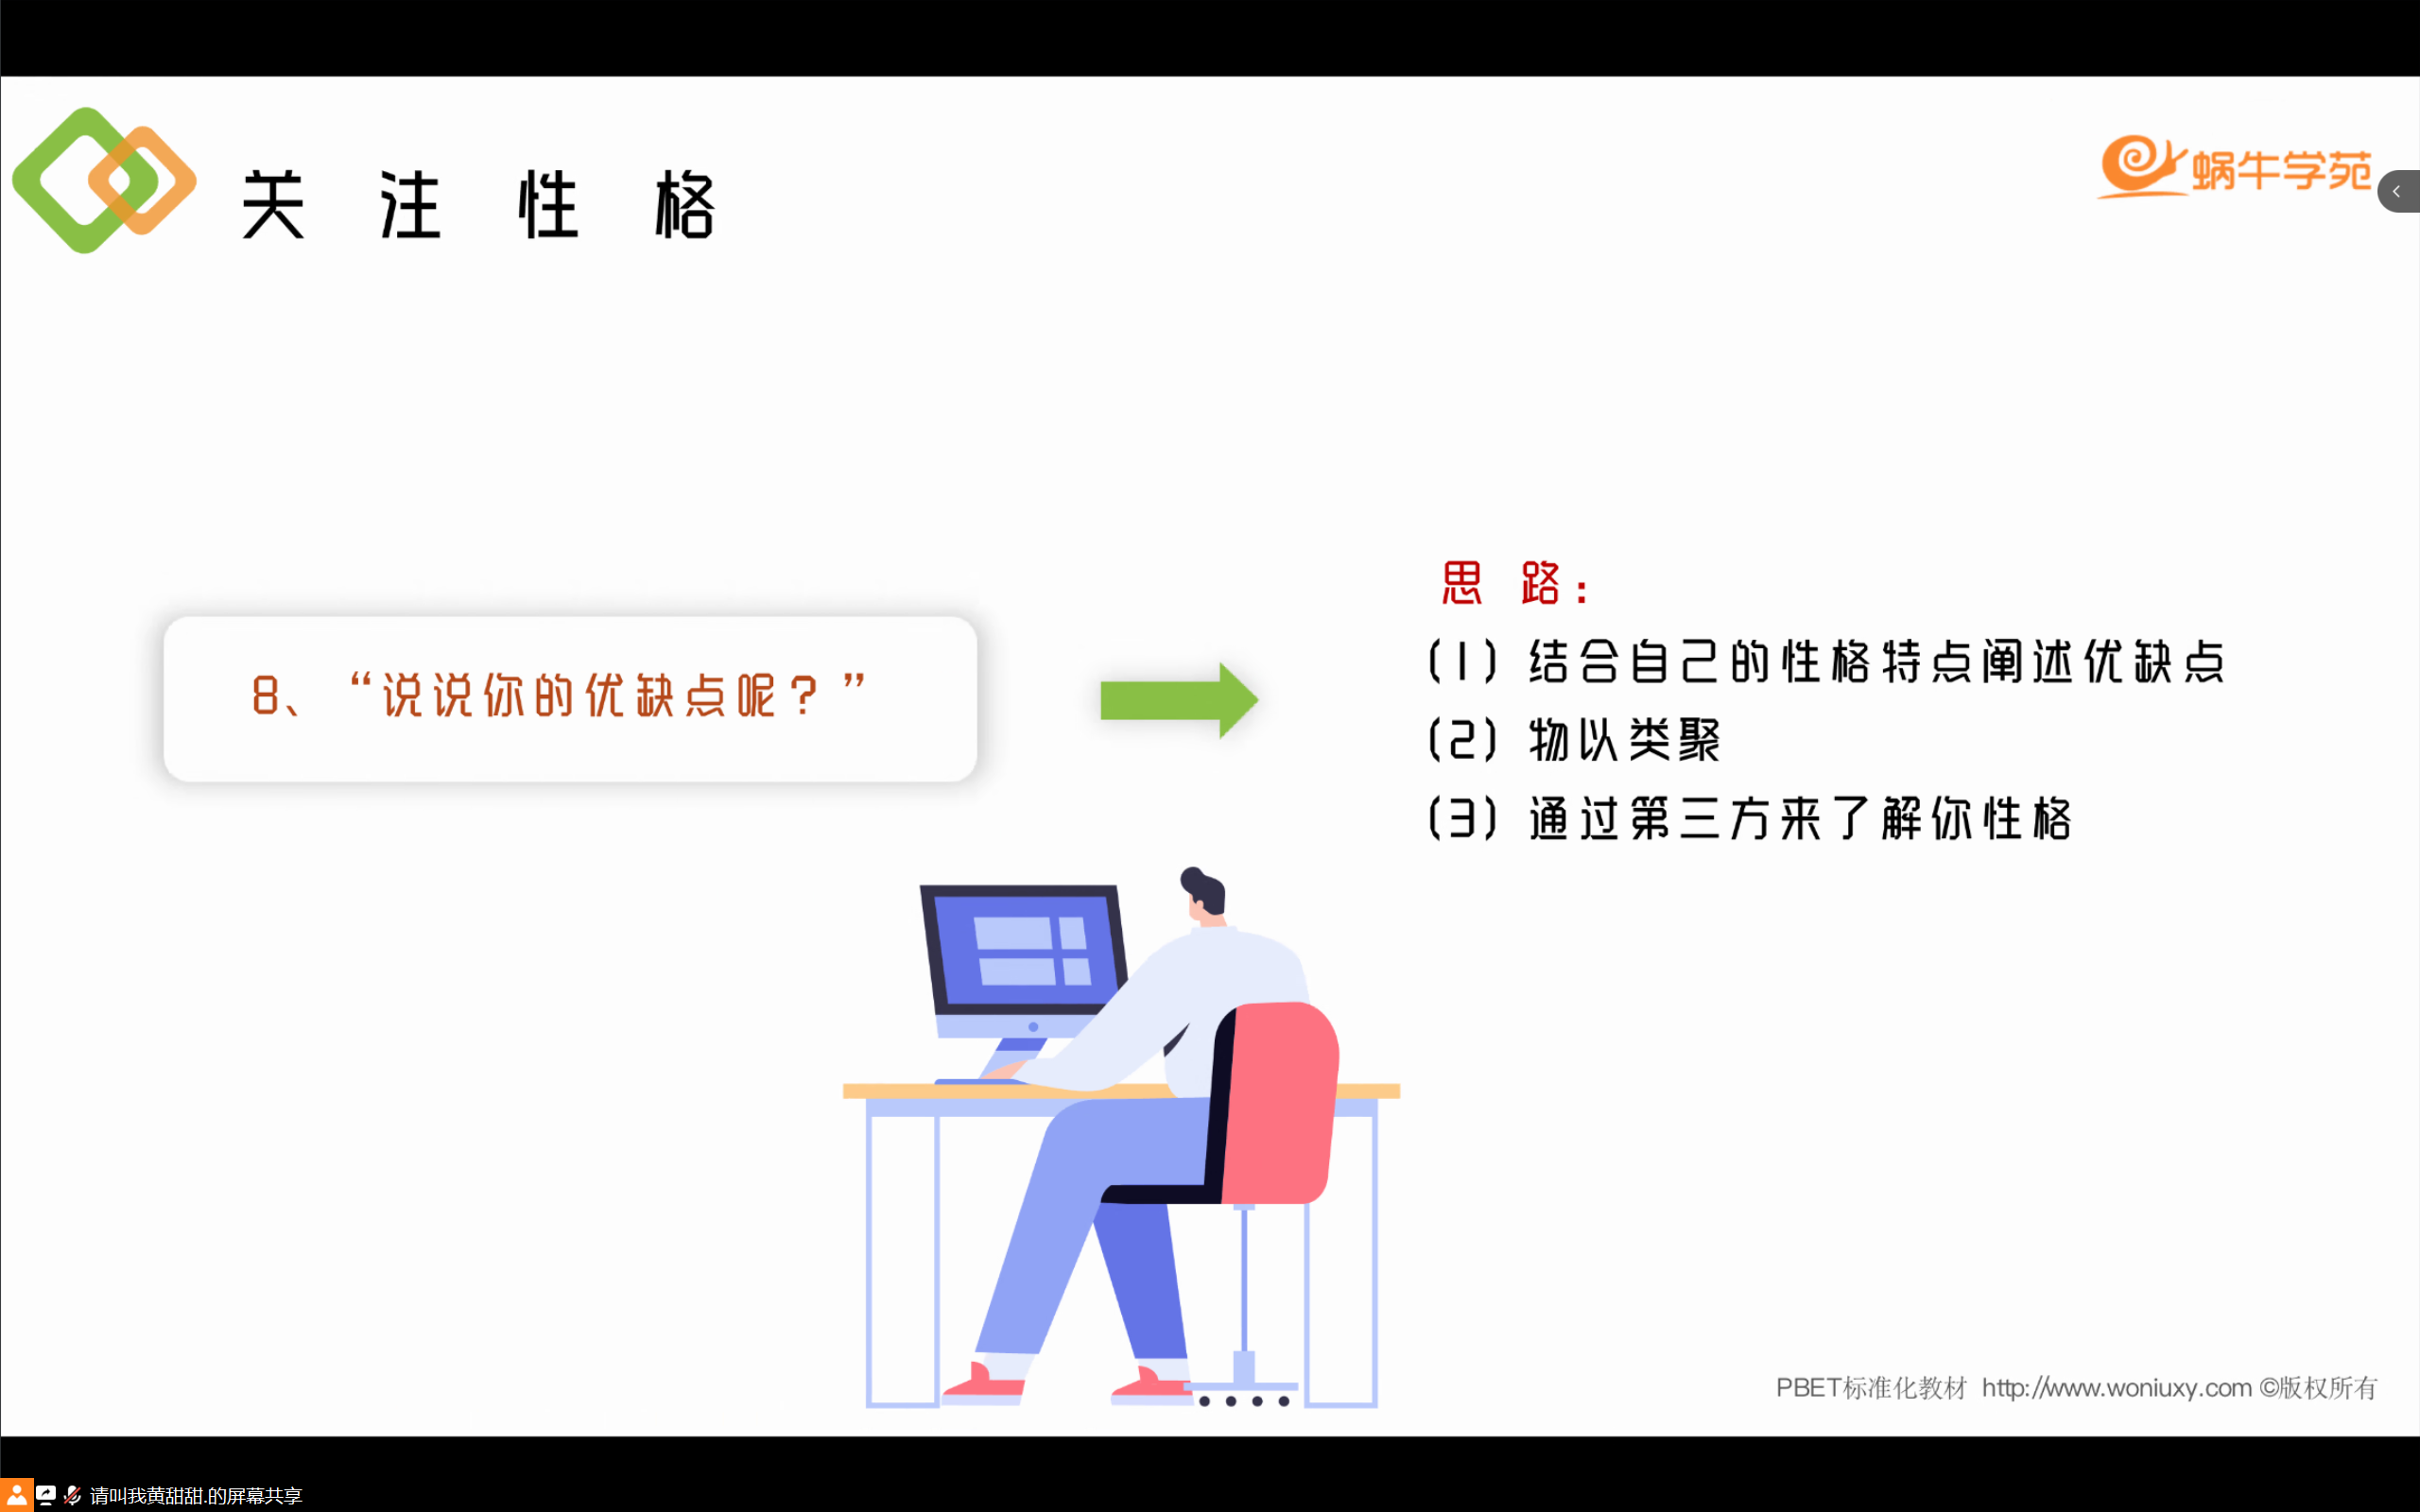 关注性格
蜗牛学苑
8、“说说你的优缺点呢？”
思 路：
(1) 结合自己的性格特点阐述优缺点
(2) 物以类聚
(3) 通过第三方来了解你性格
PBET标准化教材 http://www.woniuxy.com ©版权所有
请叫我黄甜甜.的屏幕共享